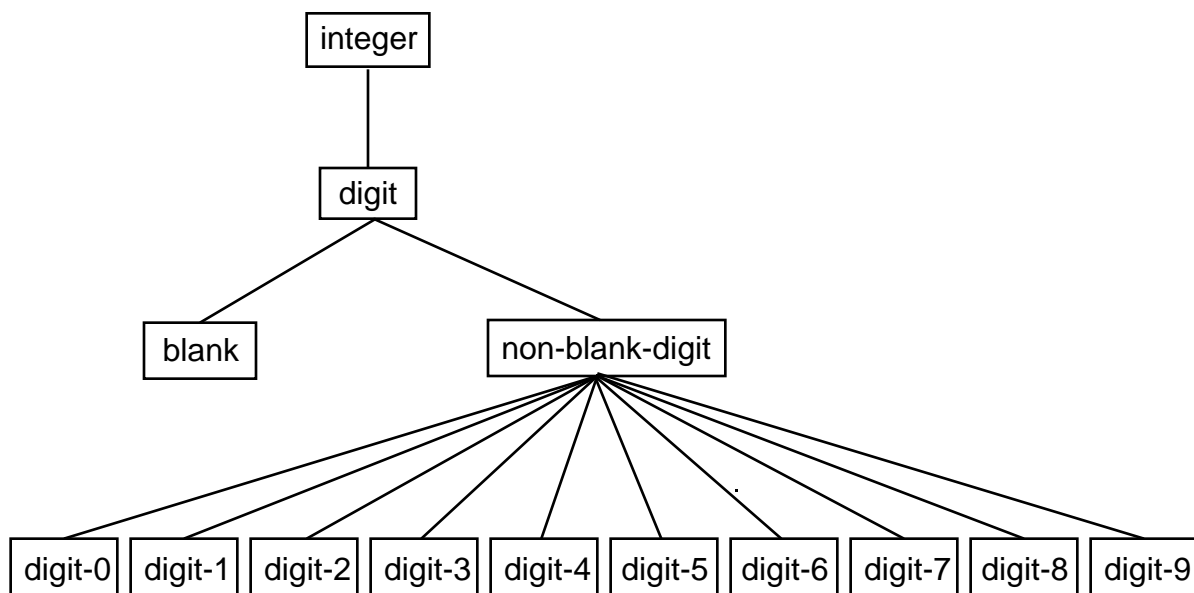 integer
digit
blank
non-blank-digit
digit-0 digit-1 digit-2 digit-3 digit-4 digit-5 digit-6 digit-7 digit-8 digit-9